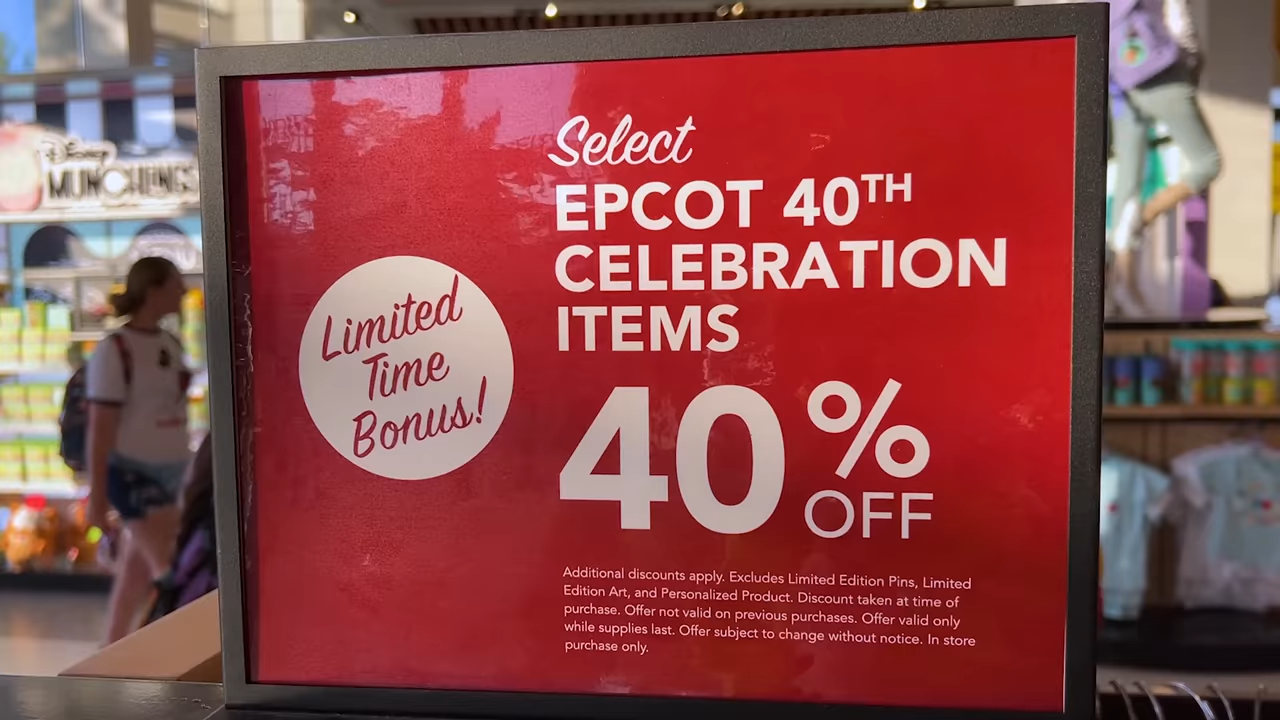 Disney
MUNCHLINGS
Limited
Time
Bonus!
Select
EPCOT 40TH
CELEBRATION
ITEMS
40%
OFF
Additional discounts apply. Excludes Limited Edition Pins, Limited
Edition Art, and Personalized Product. Discount taken at time of
purchase. Offer not valid on previous purchases. Offer valid only
while supplies last. Offer subject to change without notice. In store
purchase only.